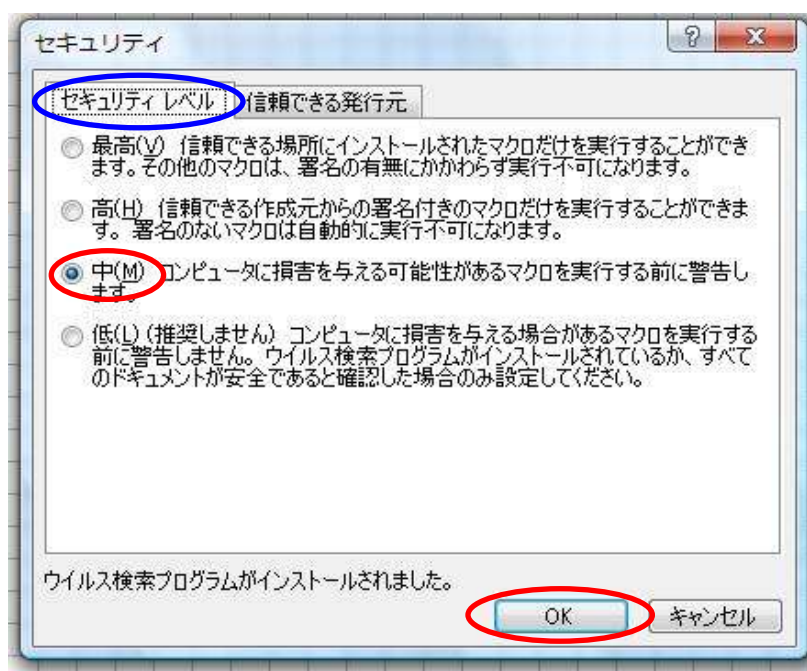 セキュリティ
セキュリティ レベル 信頼できる発行元
最高(V) 信頼できる場所にインストールされたマクロだけを実行することができ
ます。その他のマクロは、署名の有無にかかわらず実行不可になります。
高(H) 信頼できる作成元からの署名付きのマクロだけを実行することができま
す。 署名のないマクロは自動的に実行不可になります。
中(M) コンピュータに損害を与える可能性があるマクロを実行する前に警告し
ます。
低(L) (推奨しません) コンピュータに損害を与える場合があるマクロを実行する
前に警告しません。ウイルス検索プログラムがインストールされているか、すべて
のドキュメントが安全であると確認した場合のみ設定してください。
ウイルス検索プログラムがインストールされました。
OK キャンセル